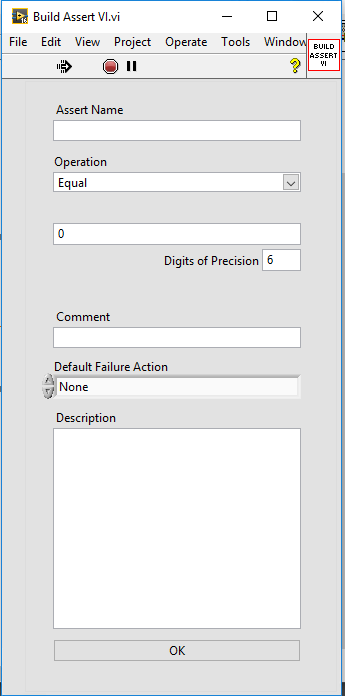 Build Assert VI.vi
File Edit View Project Operate Tools Window
BUILD
ASSERT
VI
?
Assert Name
Operation
Equal
0
Digits of Precision 6
Comment
Default Failure Action
None
Description
OK